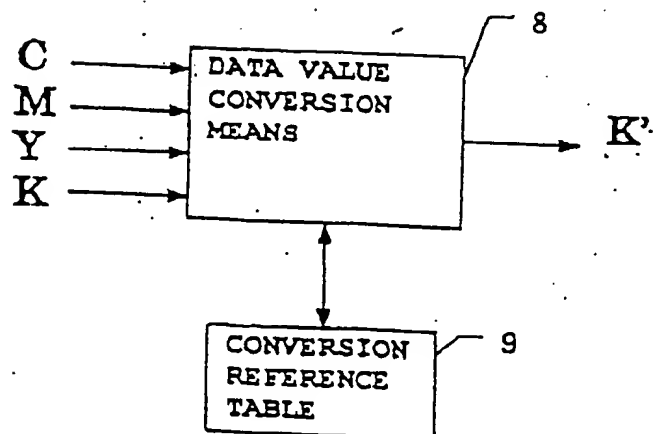 8
C
M
Y
K
DATA VALUE
CONVERSION
MEANS
K'
CONVERSION
REFERENCE
TABLE
9